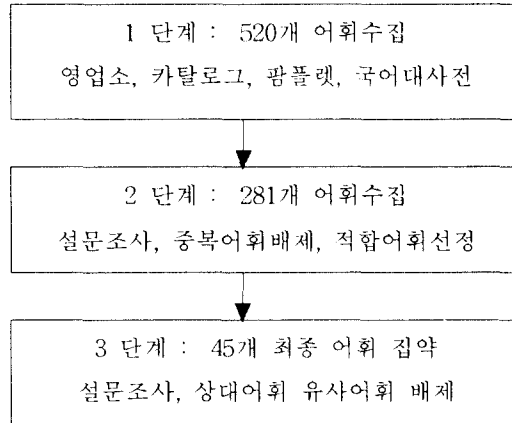 1 단계 : 520개 어휘수집
영업소, 카탈로그, 팜플렛, 국어대사전
2 단계 : 281개 어휘수집
설문조사, 중복어휘배제, 적합어휘선정
3 단계 : 45개 최종 어휘 집약
설문조사, 상대어휘 유사어휘 배제